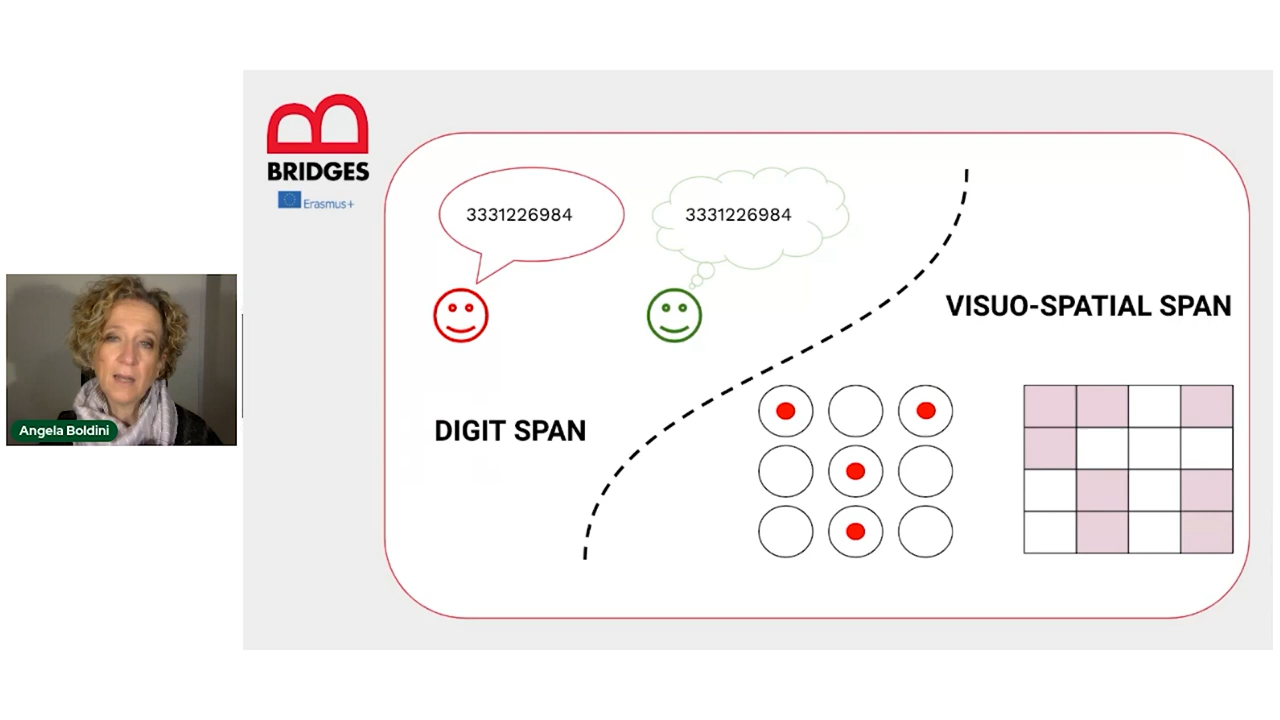 BRIDGES
Erasmus+
3331226984
3331226984
VISUO-SPATIAL SPAN
DIGIT SPAN
Angela Boldini